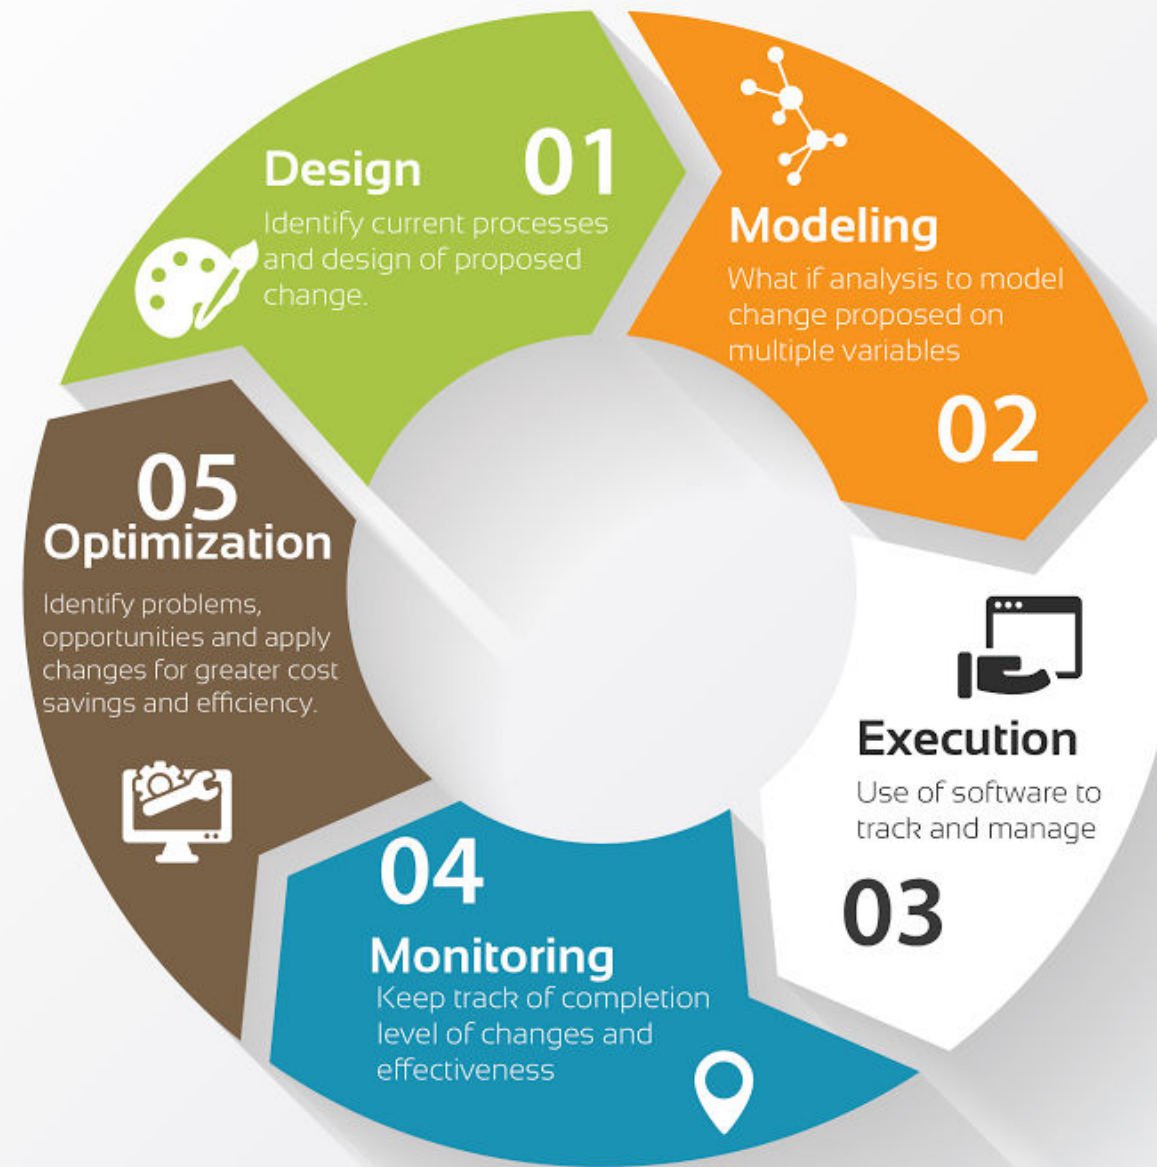 Design
01
Identify current processes
and design of proposed
change.
Modeling
What if analysis to model
change proposed on
multiple variables
02
Execution
Use of software to
track and manage
03
04
Monitoring
Keep track of completion
level of changes and
effectiveness
05
Optimization
Identify problems,
opportunities and apply
changes for greater cost
savings and efficiency.